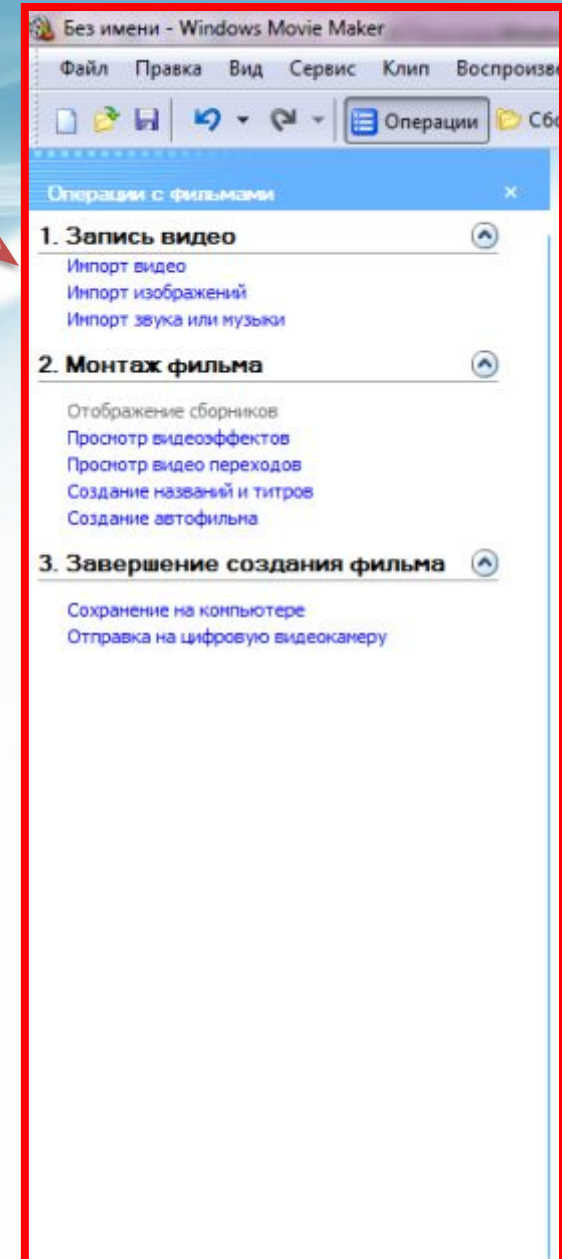 Без имени - Windows Movie Maker
Файл Правка Вид Сервис Клип Воспроизве
Операции Сбо
Операции с фильмами
1. Запись видео
Импорт видео
Импорт изображений
Импорт звука или музыки
2. Монтаж фильма
Отображение сборников
Просмотр видеоэффектов
Просмотр видео переходов
Создание названий и титров
Создание автофильма
3. Завершение создания фильма
Сохранение на компьютере
Отправка на цифровую видеокамеру